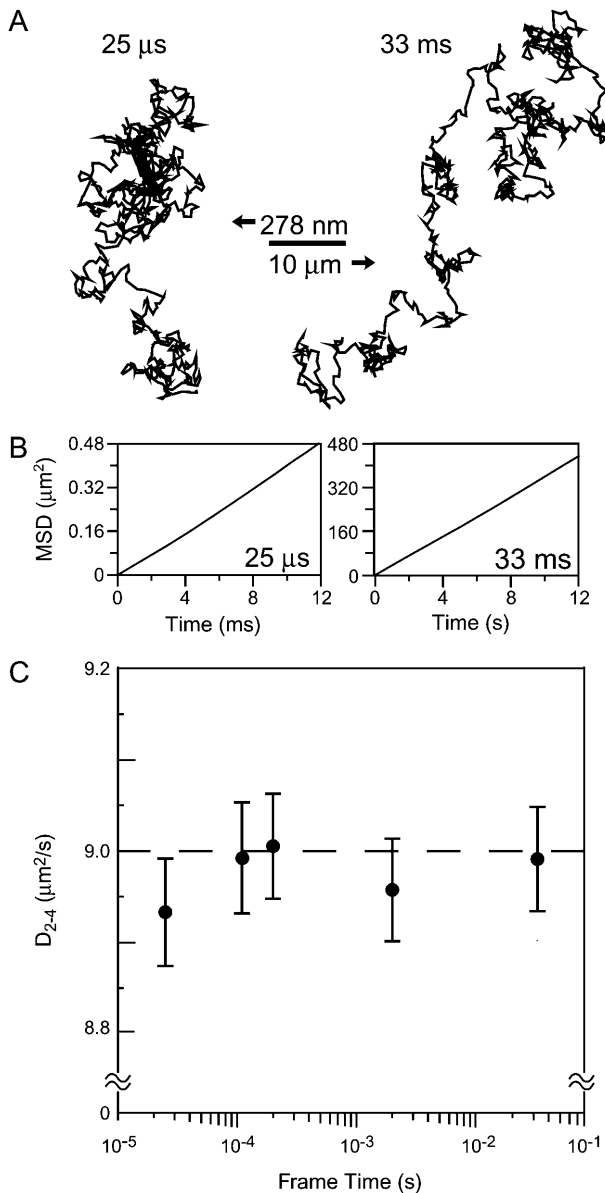 A
25 μs
33 ms
278 nm
10 μm
B
MSD (μm²)
0.48
0.32
0.16
0
0
4
8
12
25 μs
Time (ms)
480
320
160
0
0
4
8
12
33 ms
Time (s)
C
D₂₋₄ (μm²/s)
9.2
9.0
8.8
0
10⁻⁵
10⁻⁴
10⁻³
10⁻²
10⁻¹
Frame Time (s)